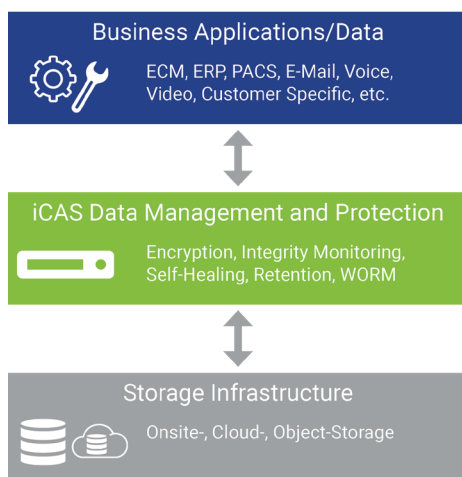 Business Applications/Data
ECM, ERP, PACS, E-Mail, Voice,
Video, Customer Specific, etc.
iCAS Data Management and Protection
Encryption, Integrity Monitoring,
Self-Healing, Retention, WORM
Storage Infrastructure
Onsite-, Cloud-, Object-Storage